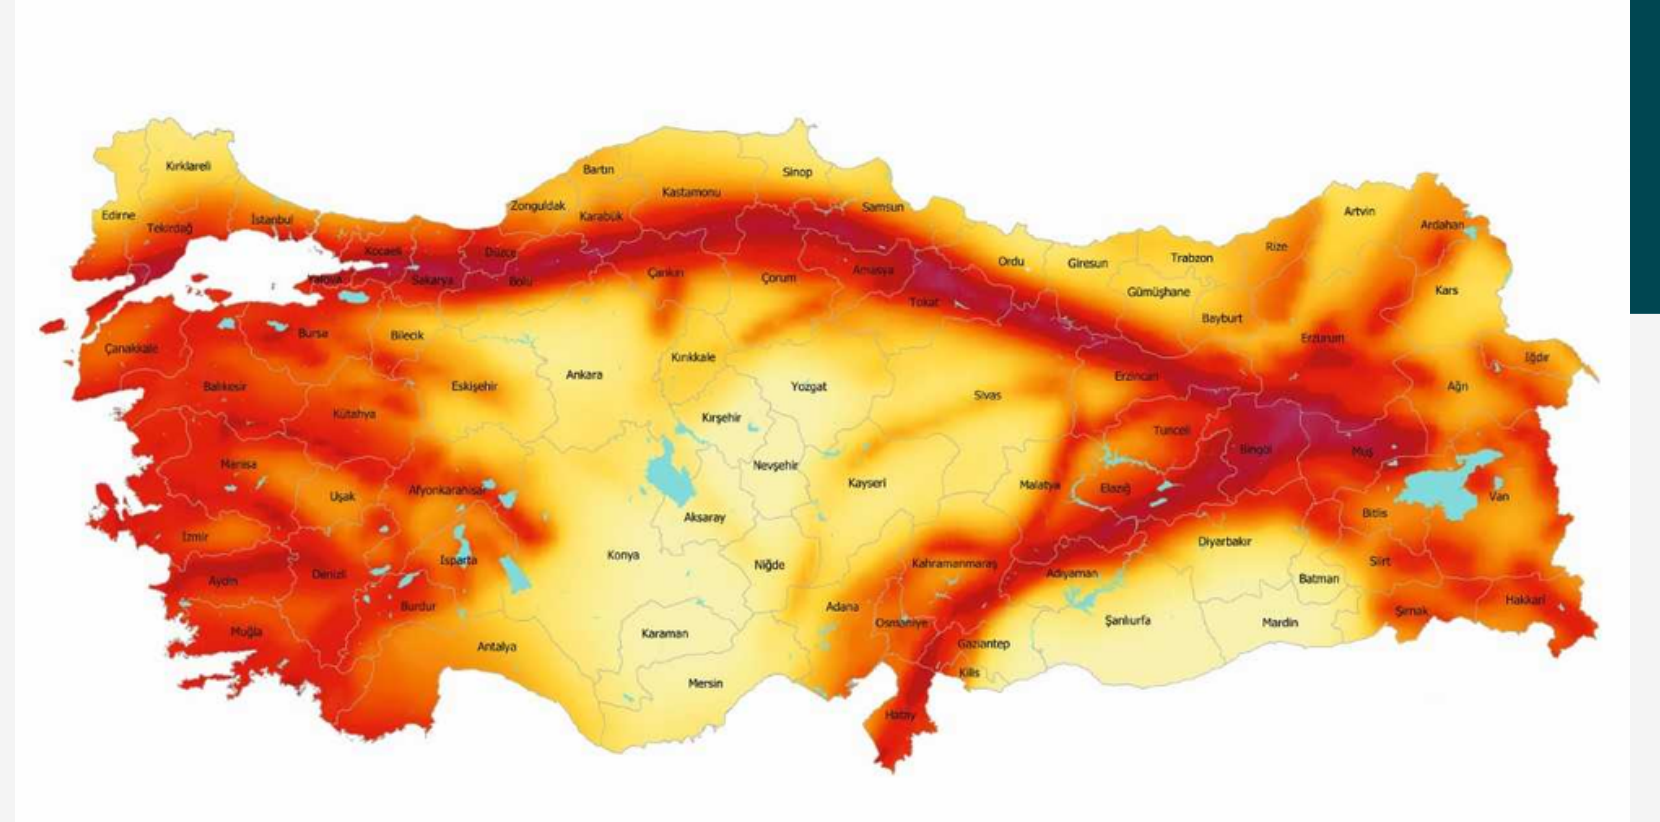 Kırklareli
Edirne
Tekirdağ
İstanbul
Kocaeli
Yalova
Sakarya
Düzce
Bolu
Zonguldak
Bartın
Karabük
Kastamonu
Sinop
Samsun
Çankırı
Çorum
Amasya
Tokat
Ordu
Giresun
Trabzon
Rize
Artvin
Ardahan
Gümüşhane
Bayburt
Kars
Erzurum
Iğdır
Çanakkale
Bursa
Bilecik
Balıkesir
Kütahya
Eskişehir
Ankara
Kırıkkale
Yozgat
Kırşehir
Sivas
Erzincan
Tunceli
Ağrı
Bingöl
Muş
Manisa
Uşak
Afyonkarahisar
Nevşehir
Kayseri
Malatya
Elazığ
Van
Bitlis
İzmir
Aksaray
Konya
Niğde
Isparta
Aydın
Denizli
Burdur
Muğla
Antalya
Karaman
Mersin
Adana
Kahramanmaraş
Osmaniye
Adıyaman
Gaziantep
Kilis
Hatay
Şanlıurfa
Diyarbakır
Batman
Mardin
Siirt
Şırnak
Hakkari